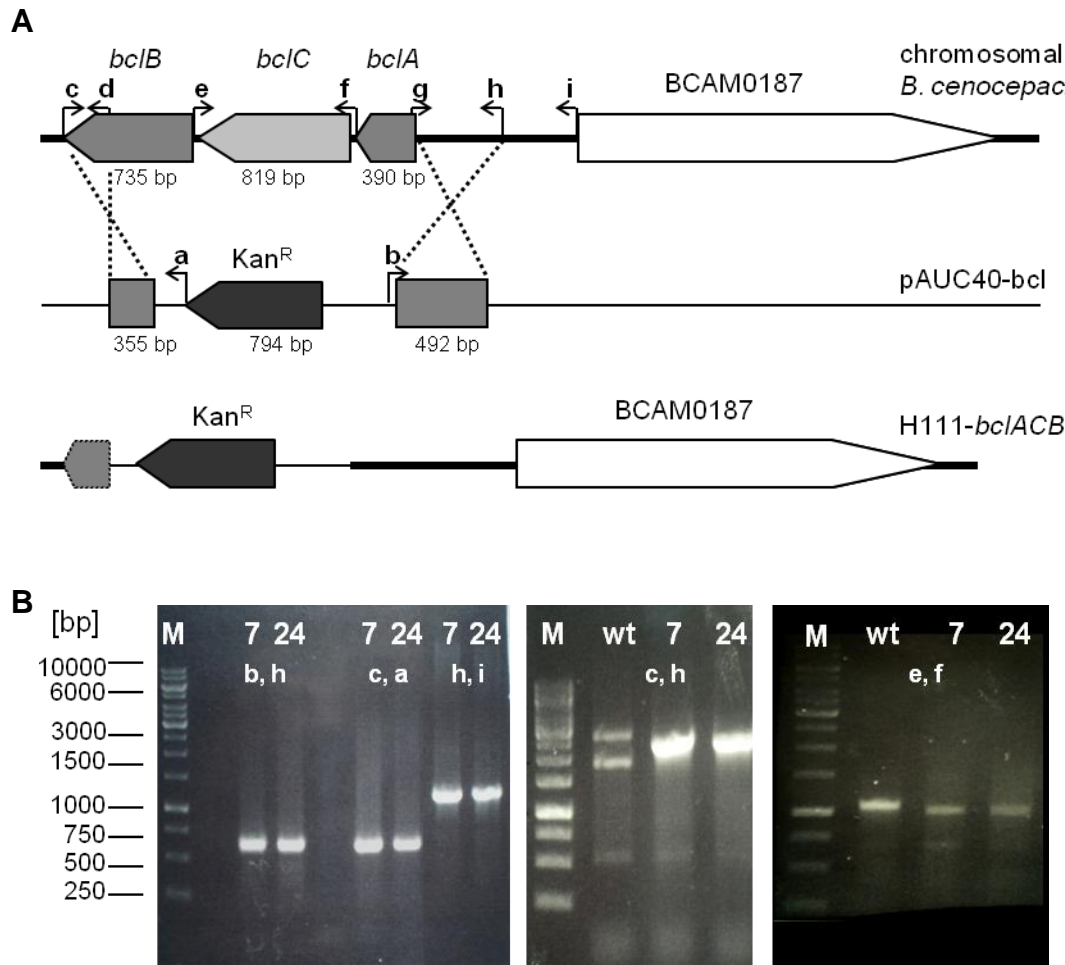 A
bclB bclC bclA
chromosomal
B. cenocepac
BCAM0187
c d e f g h i
735 bp 819 bp 390 bp
a Kan^R b
pAUC40-bcl
355 bp 794 bp 492 bp
Kan^R BCAM0187 H111-bclACB
B
[bp]
M 7 24 7 24 7 24
b, h c, a h, i
M wt 7 24
c, h
M wt 7 24
e, f
10000
6000
3000
1500
1000
750
500
250